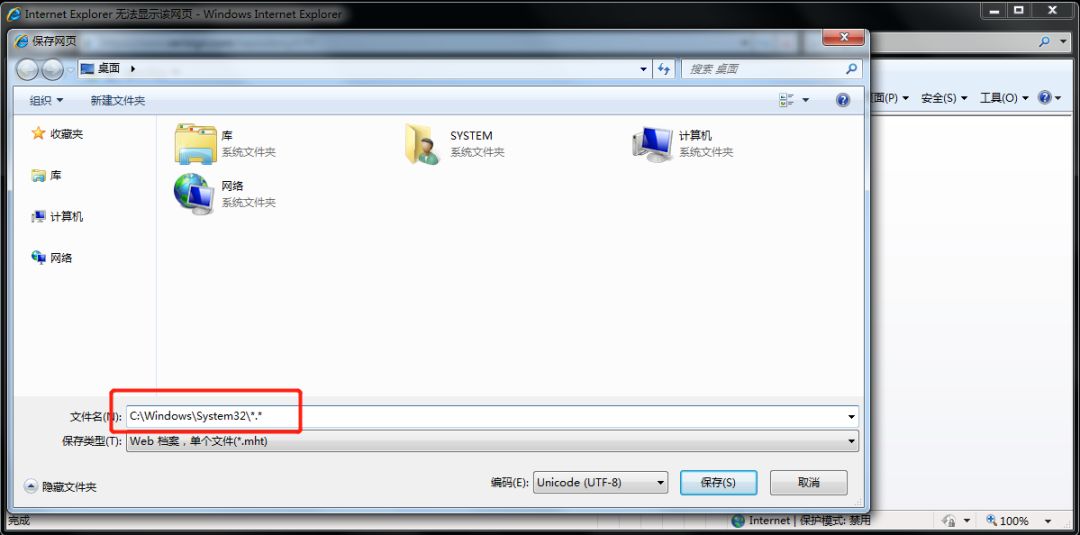 Internet Explorer 无法显示该网页 - Windows Internet Explorer
保存网页
桌面
搜索 桌面
组织 新建文件夹
面(P) 安全(S) 工具(O)
收藏夹
库
计算机
网络
库
系统文件夹
SYSTEM
系统文件夹
计算机
系统文件夹
网络
系统文件夹
文件名(N): C:\Windows\System32\*.*
保存类型(T): Web 档案，单个文件(*.mht)
隐藏文件夹 编码(E): Unicode (UTF-8) 保存(S) 取消
完成 Internet | 保护模式: 禁用 100%